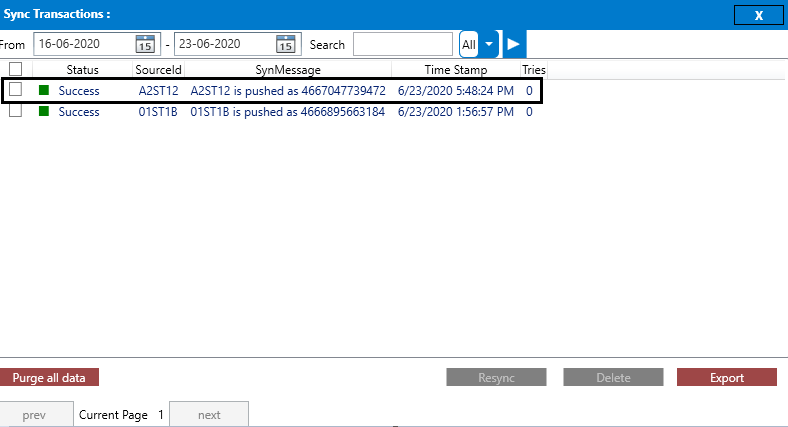 Sync Transactions :
X
From 16-06-2020 15 - 23-06-2020 15 Search All
Status SourceId SynMessage Time Stamp Tries
Success A2ST12 A2ST12 is pushed as 4667047739472 6/23/2020 5:48:24 PM 0
Success 01ST1B 01ST1B is pushed as 4666895663184 6/23/2020 1:56:57 PM 0
Purge all data Resync Delete Export
prev Current Page 1 next